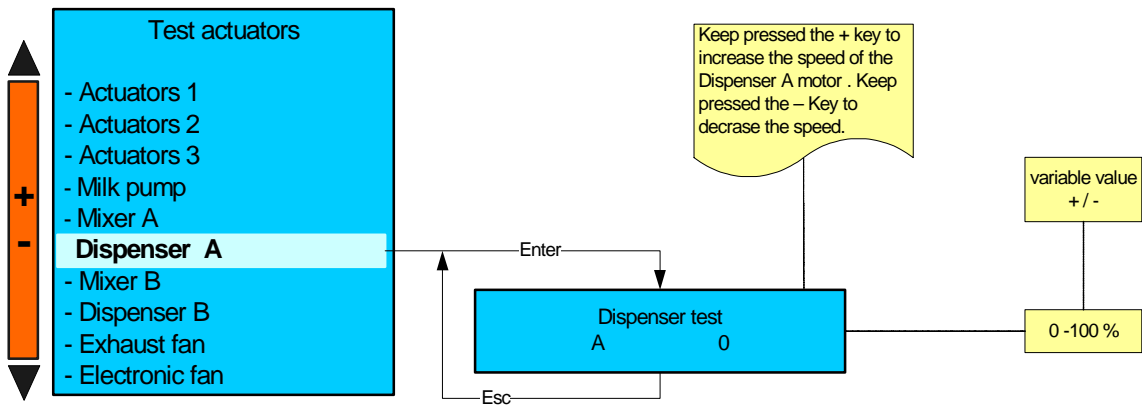 Test actuators
- Actuators 1
- Actuators 2
- Actuators 3
- Milk pump
- Mixer A
Dispenser A
- Mixer B
- Dispenser B
- Exhaust fan
- Electronic fan
+
-
Enter
Esc
Dispenser test
A 0
Keep pressed the + key to
increase the speed of the
Dispenser A motor . Keep
pressed the – Key to
decrase the speed.
variable value
+ / -
0 -100 %